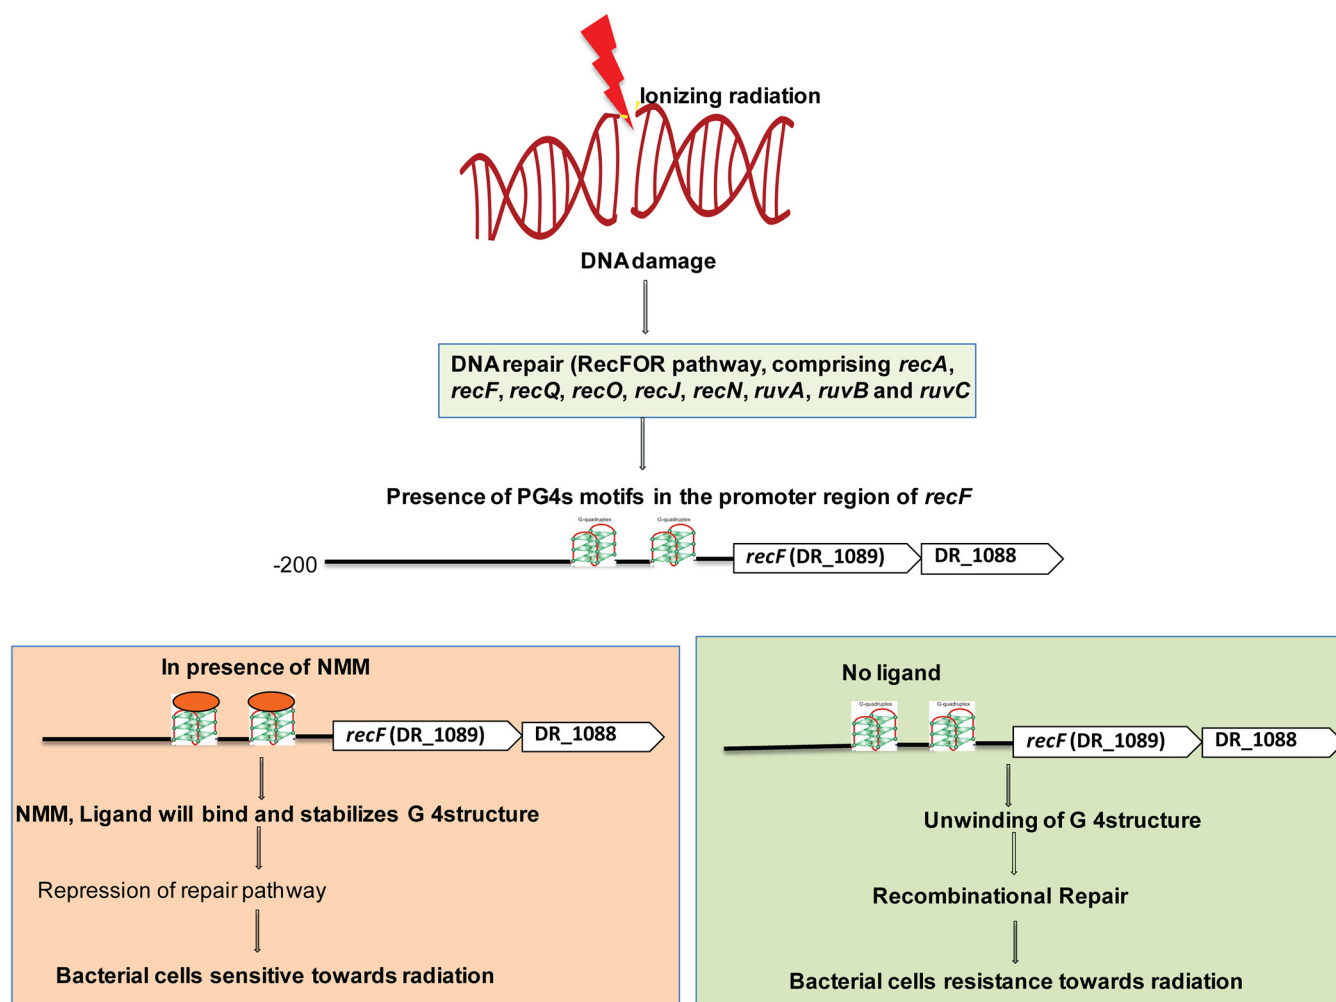 Ionizing radiation
DNA damage
DNA repair (RecFOR pathway, comprising recA,
recF, recQ, recO, recJ, recN, ruvA, ruvB and ruvC
Presence of PG4s motifs in the promoter region of recF
G-quadruplex G-quadruplex
-200 recF (DR_1089) DR_1088
In presence of NMM
recF (DR_1089) DR_1088
NMM, Ligand will bind and stabilizes G 4structure
Repression of repair pathway
Bacterial cells sensitive towards radiation
No ligand
G-quadruplex G-quadruplex
recF (DR_1089) DR_1088
Unwinding of G 4structure
Recombinational Repair
Bacterial cells resistance towards radiation